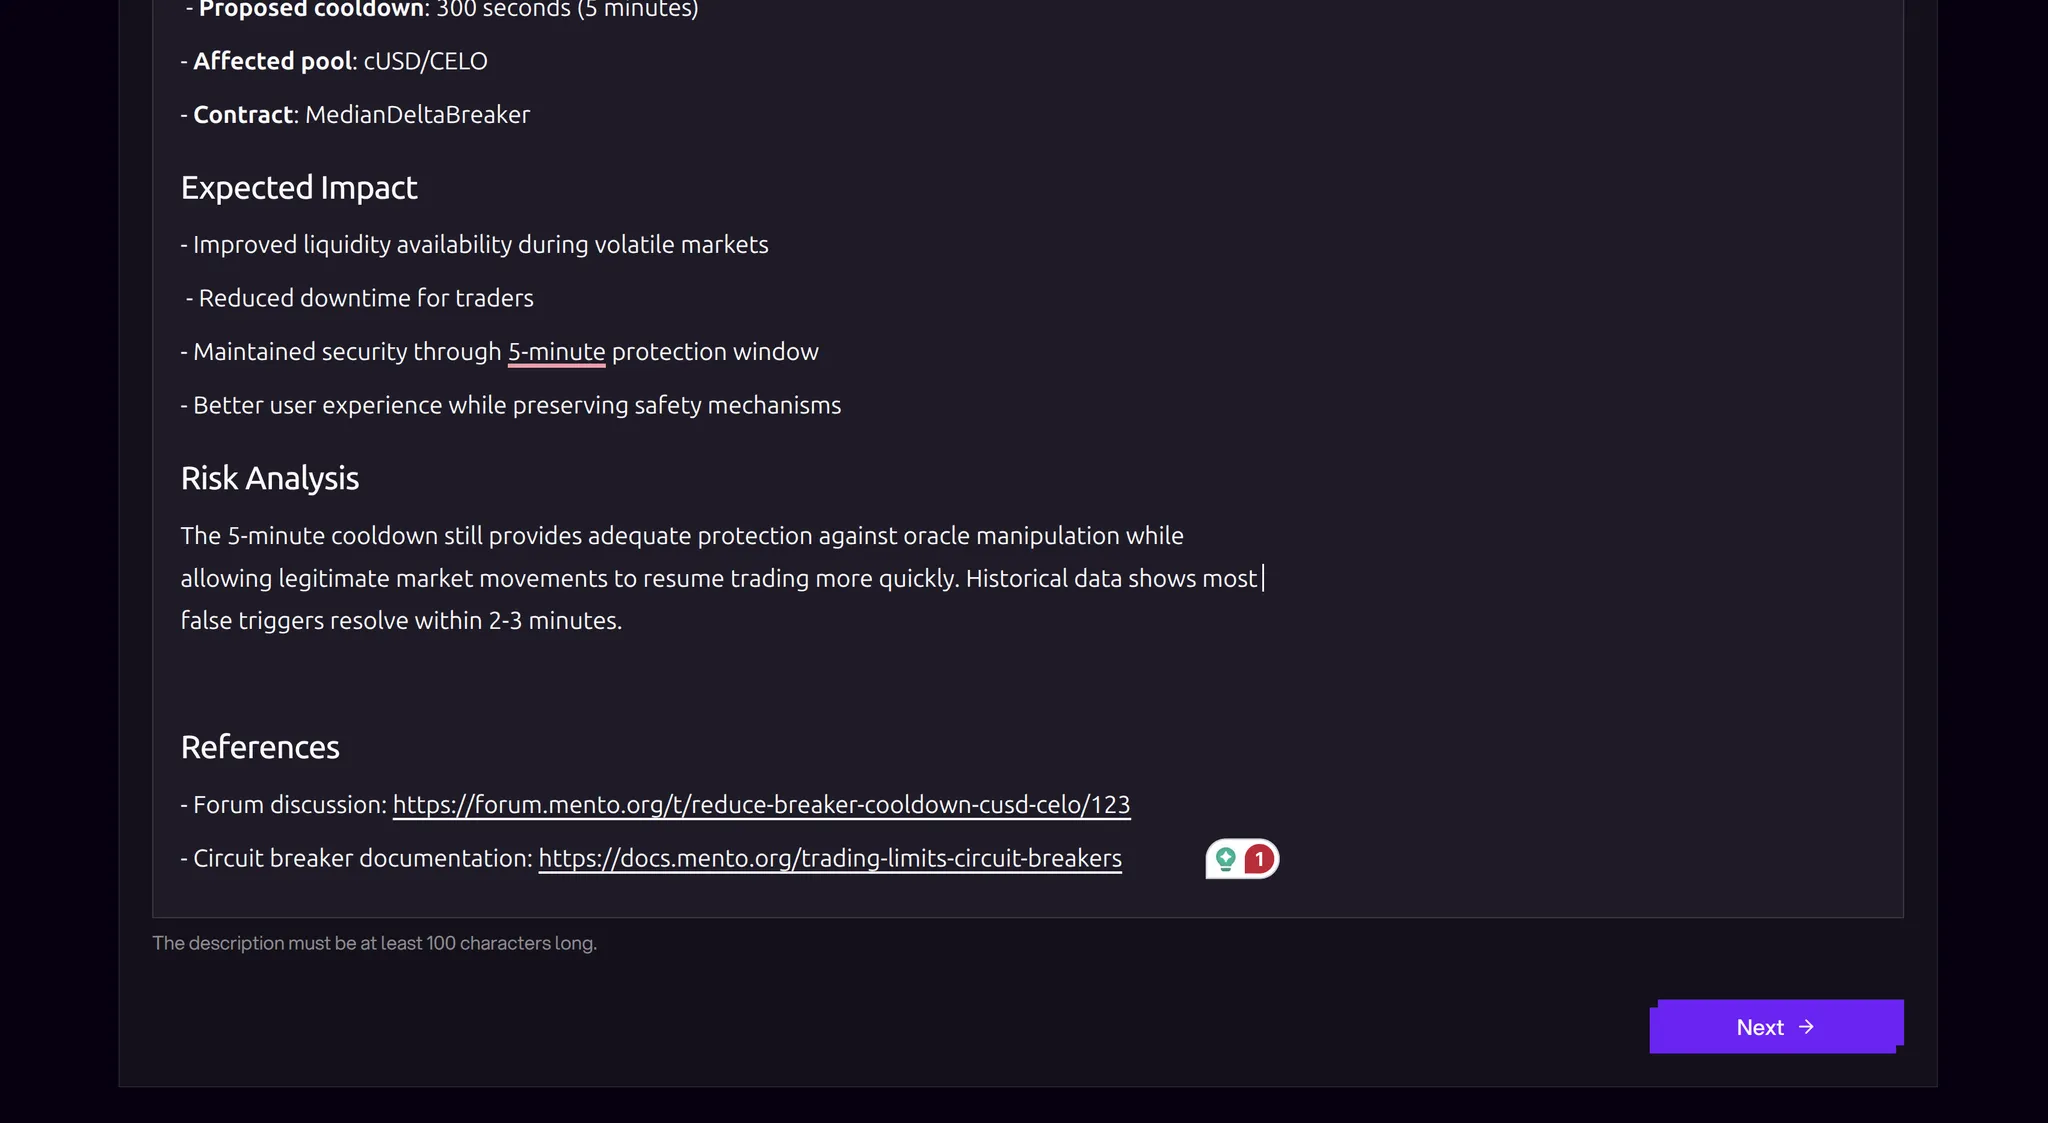 - Proposed cooldown: 300 seconds (5 minutes)
- Affected pool: cUSD/CELO
- Contract: MedianDeltaBreaker
Expected Impact
- Improved liquidity availability during volatile markets
- Reduced downtime for traders
- Maintained security through 5-minute protection window
- Better user experience while preserving safety mechanisms
Risk Analysis
The 5-minute cooldown still provides adequate protection against oracle manipulation while
allowing legitimate market movements to resume trading more quickly. Historical data shows most
false triggers resolve within 2-3 minutes.
References
- Forum discussion: https://forum.mento.org/t/reduce-breaker-cooldown-cusd-celo/123
- Circuit breaker documentation: https://docs.mento.org/trading-limits-circuit-breakers
1
The description must be at least 100 characters long.
Next →